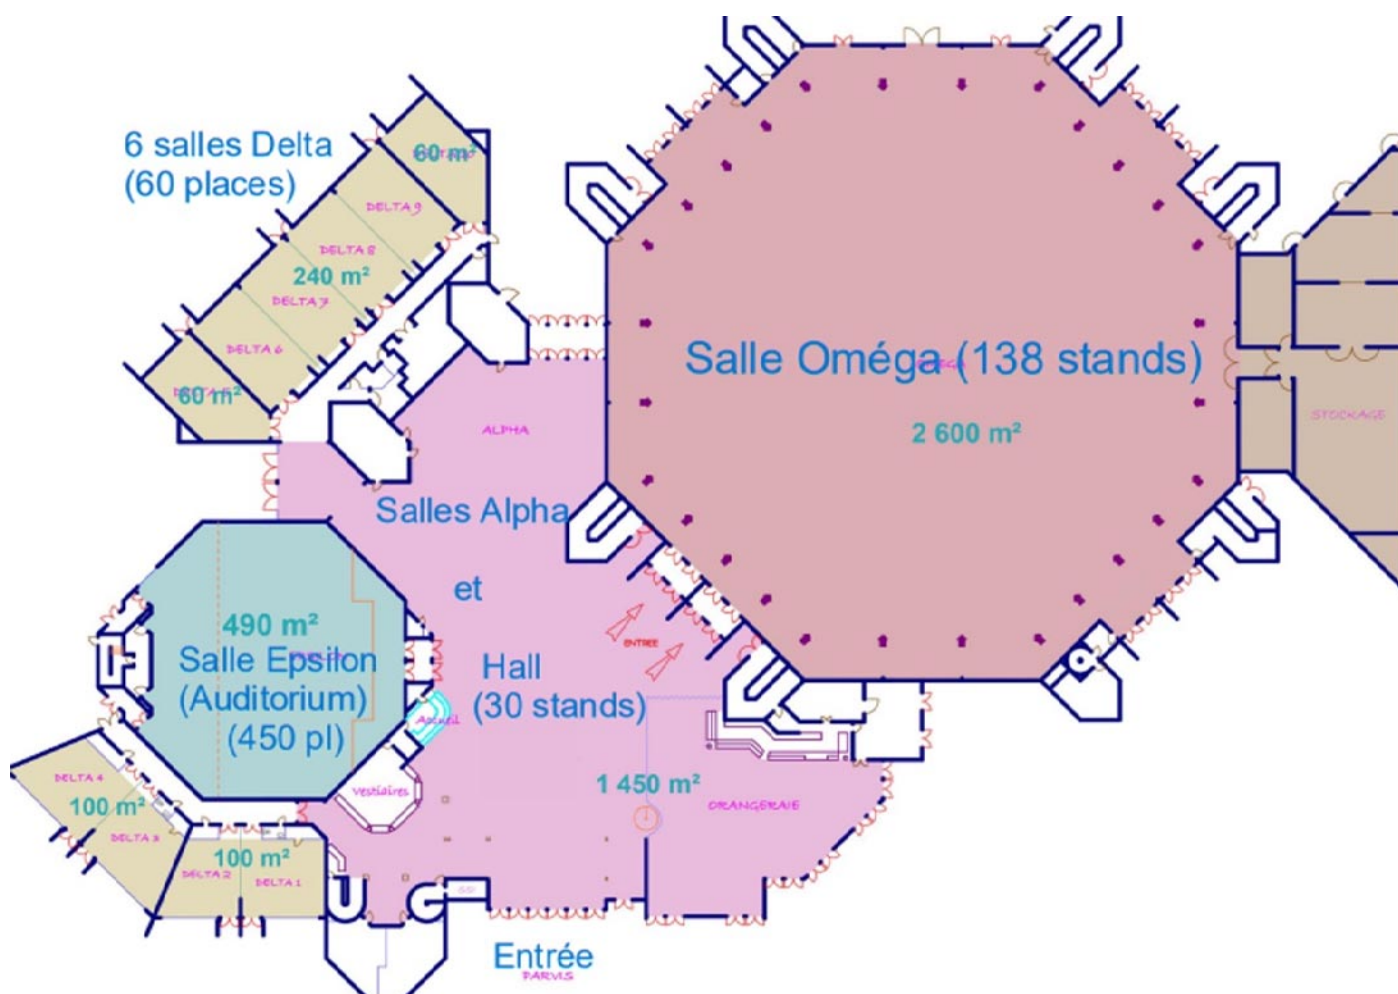 6 salles Delta
(60 places)
60 m²
DELTA 9
DELTA 8
240 m²
DELTA 7
DELTA 6
60 m²
ALPHA
Salle Oméga (138 stands)
2 600 m²
STOCKAGE
Salles Alpha
et
Hall
(30 stands)
ENTREE
490 m²
Salle Epsilon
(Auditorium)
(450 pl)
Accueil
Vestiaires
1 450 m²
ORANGERAIE
DELTA 4
100 m²
DELTA 3
100 m²
DELTA 2
DELTA 1
Entrée
PARVIS